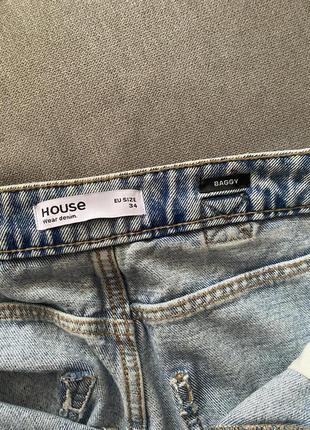 House
Wear denim.
EU SIZE
34
BAGGY